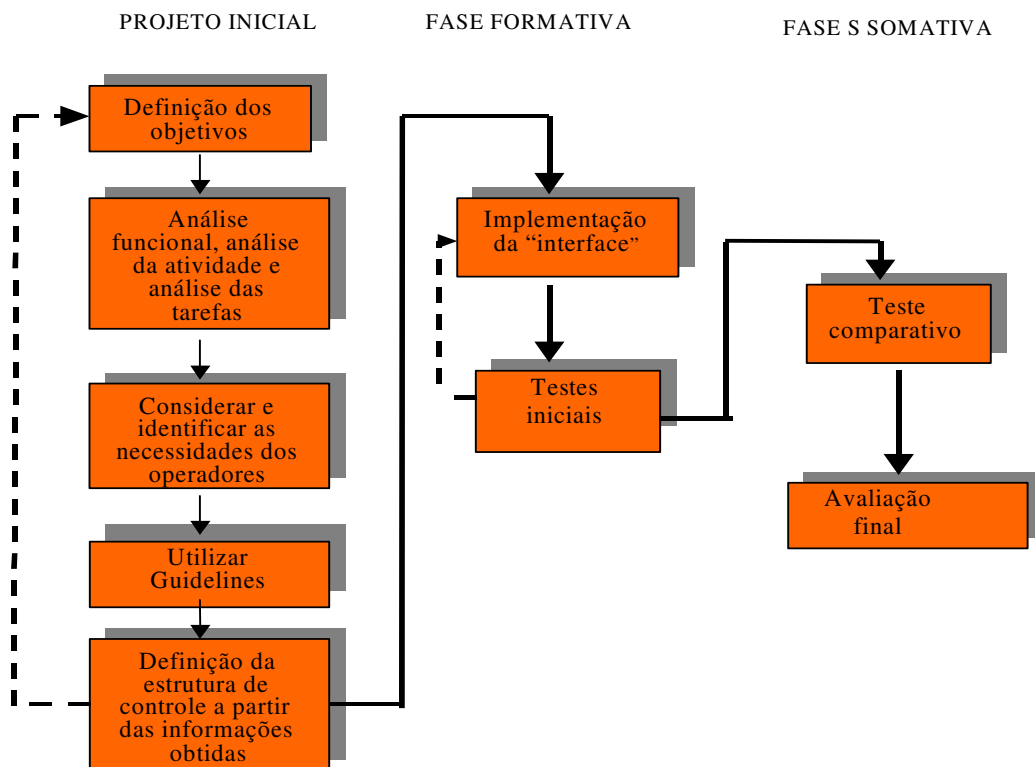 PROJETO INICIAL
FASE FORMATIVA
FASE S SOMATIVA
Definição dos
objetivos
Análise
funcional, análise
da atividade e
análise das
tarefas
Considerar e
identificar as
necessidades dos
operadores
Utilizar
Guidelines
Definição da
estrutura de
controle a partir
das informações
obtidas
Implementação
da “interface”
Testes
iniciais
Teste
comparativo
Avaliação
final